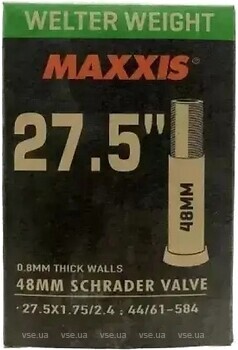 WELTER WEIGHT
MAXXIS
27.5"
48MM
0.8MM THICK WALLS
48MM SCHRADER VALVE
• 27.5X1.75/2.4 : 44/61-584
vse.ua vse.ua vse.ua